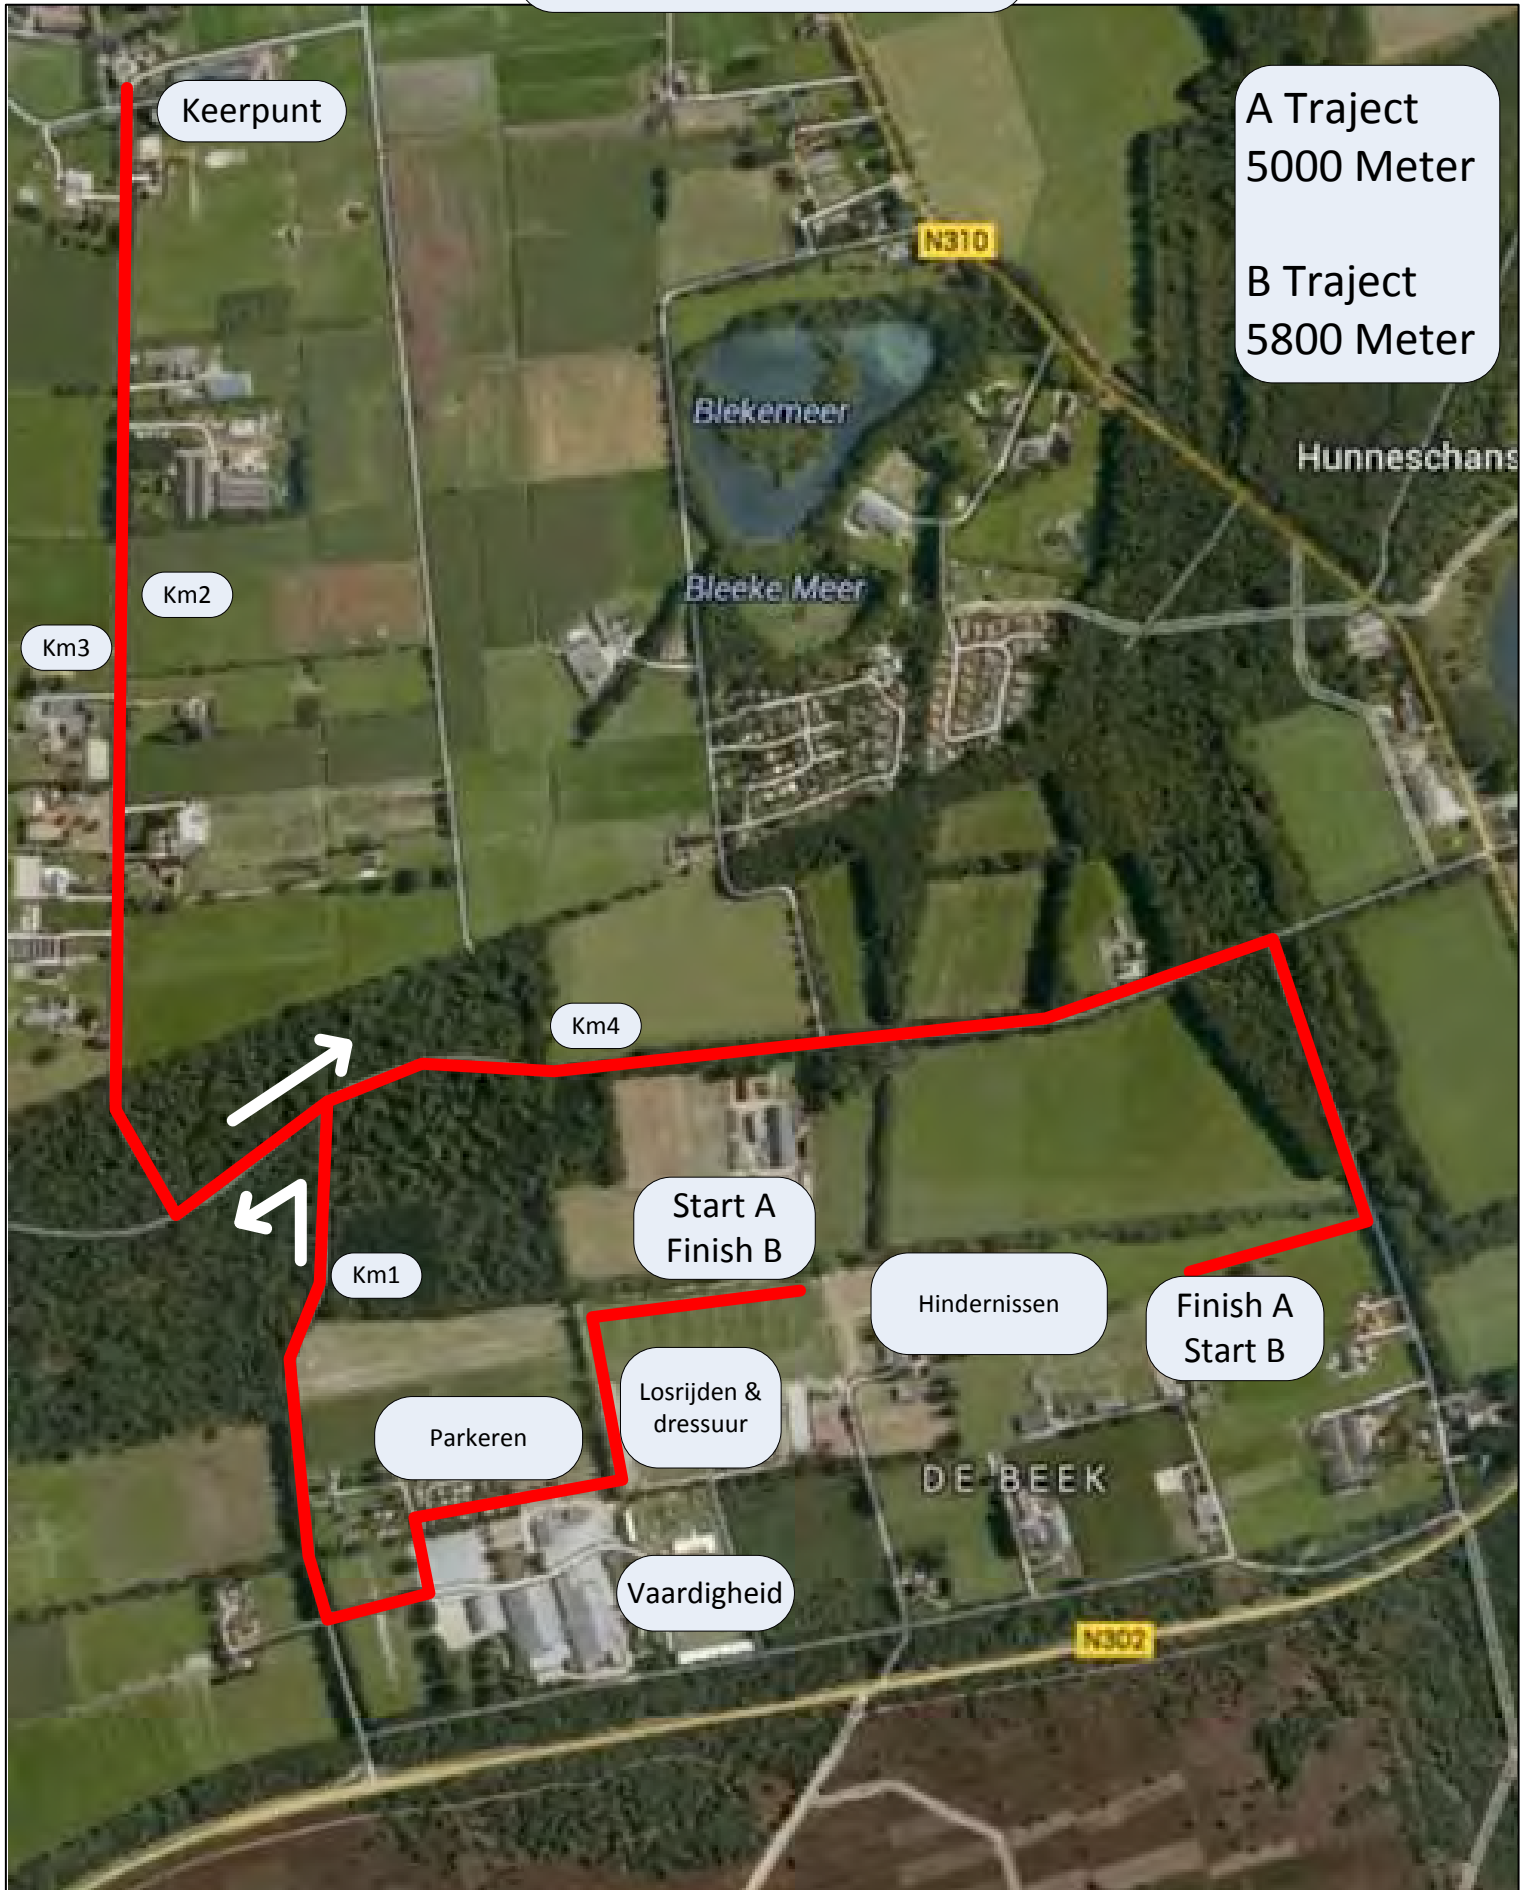 Keerpunt
A Traject
5000 Meter
B Traject
5800 Meter
N310
Blekemeer
Hunneschans
Km2
Bleeke Meer
Km3
Km4
Start A
Finish B
Km1
Hindernissen
Finish A
Start B
Losrijden &
dressuur
Parkeren
DE BEEK
Vaardigheid
N302